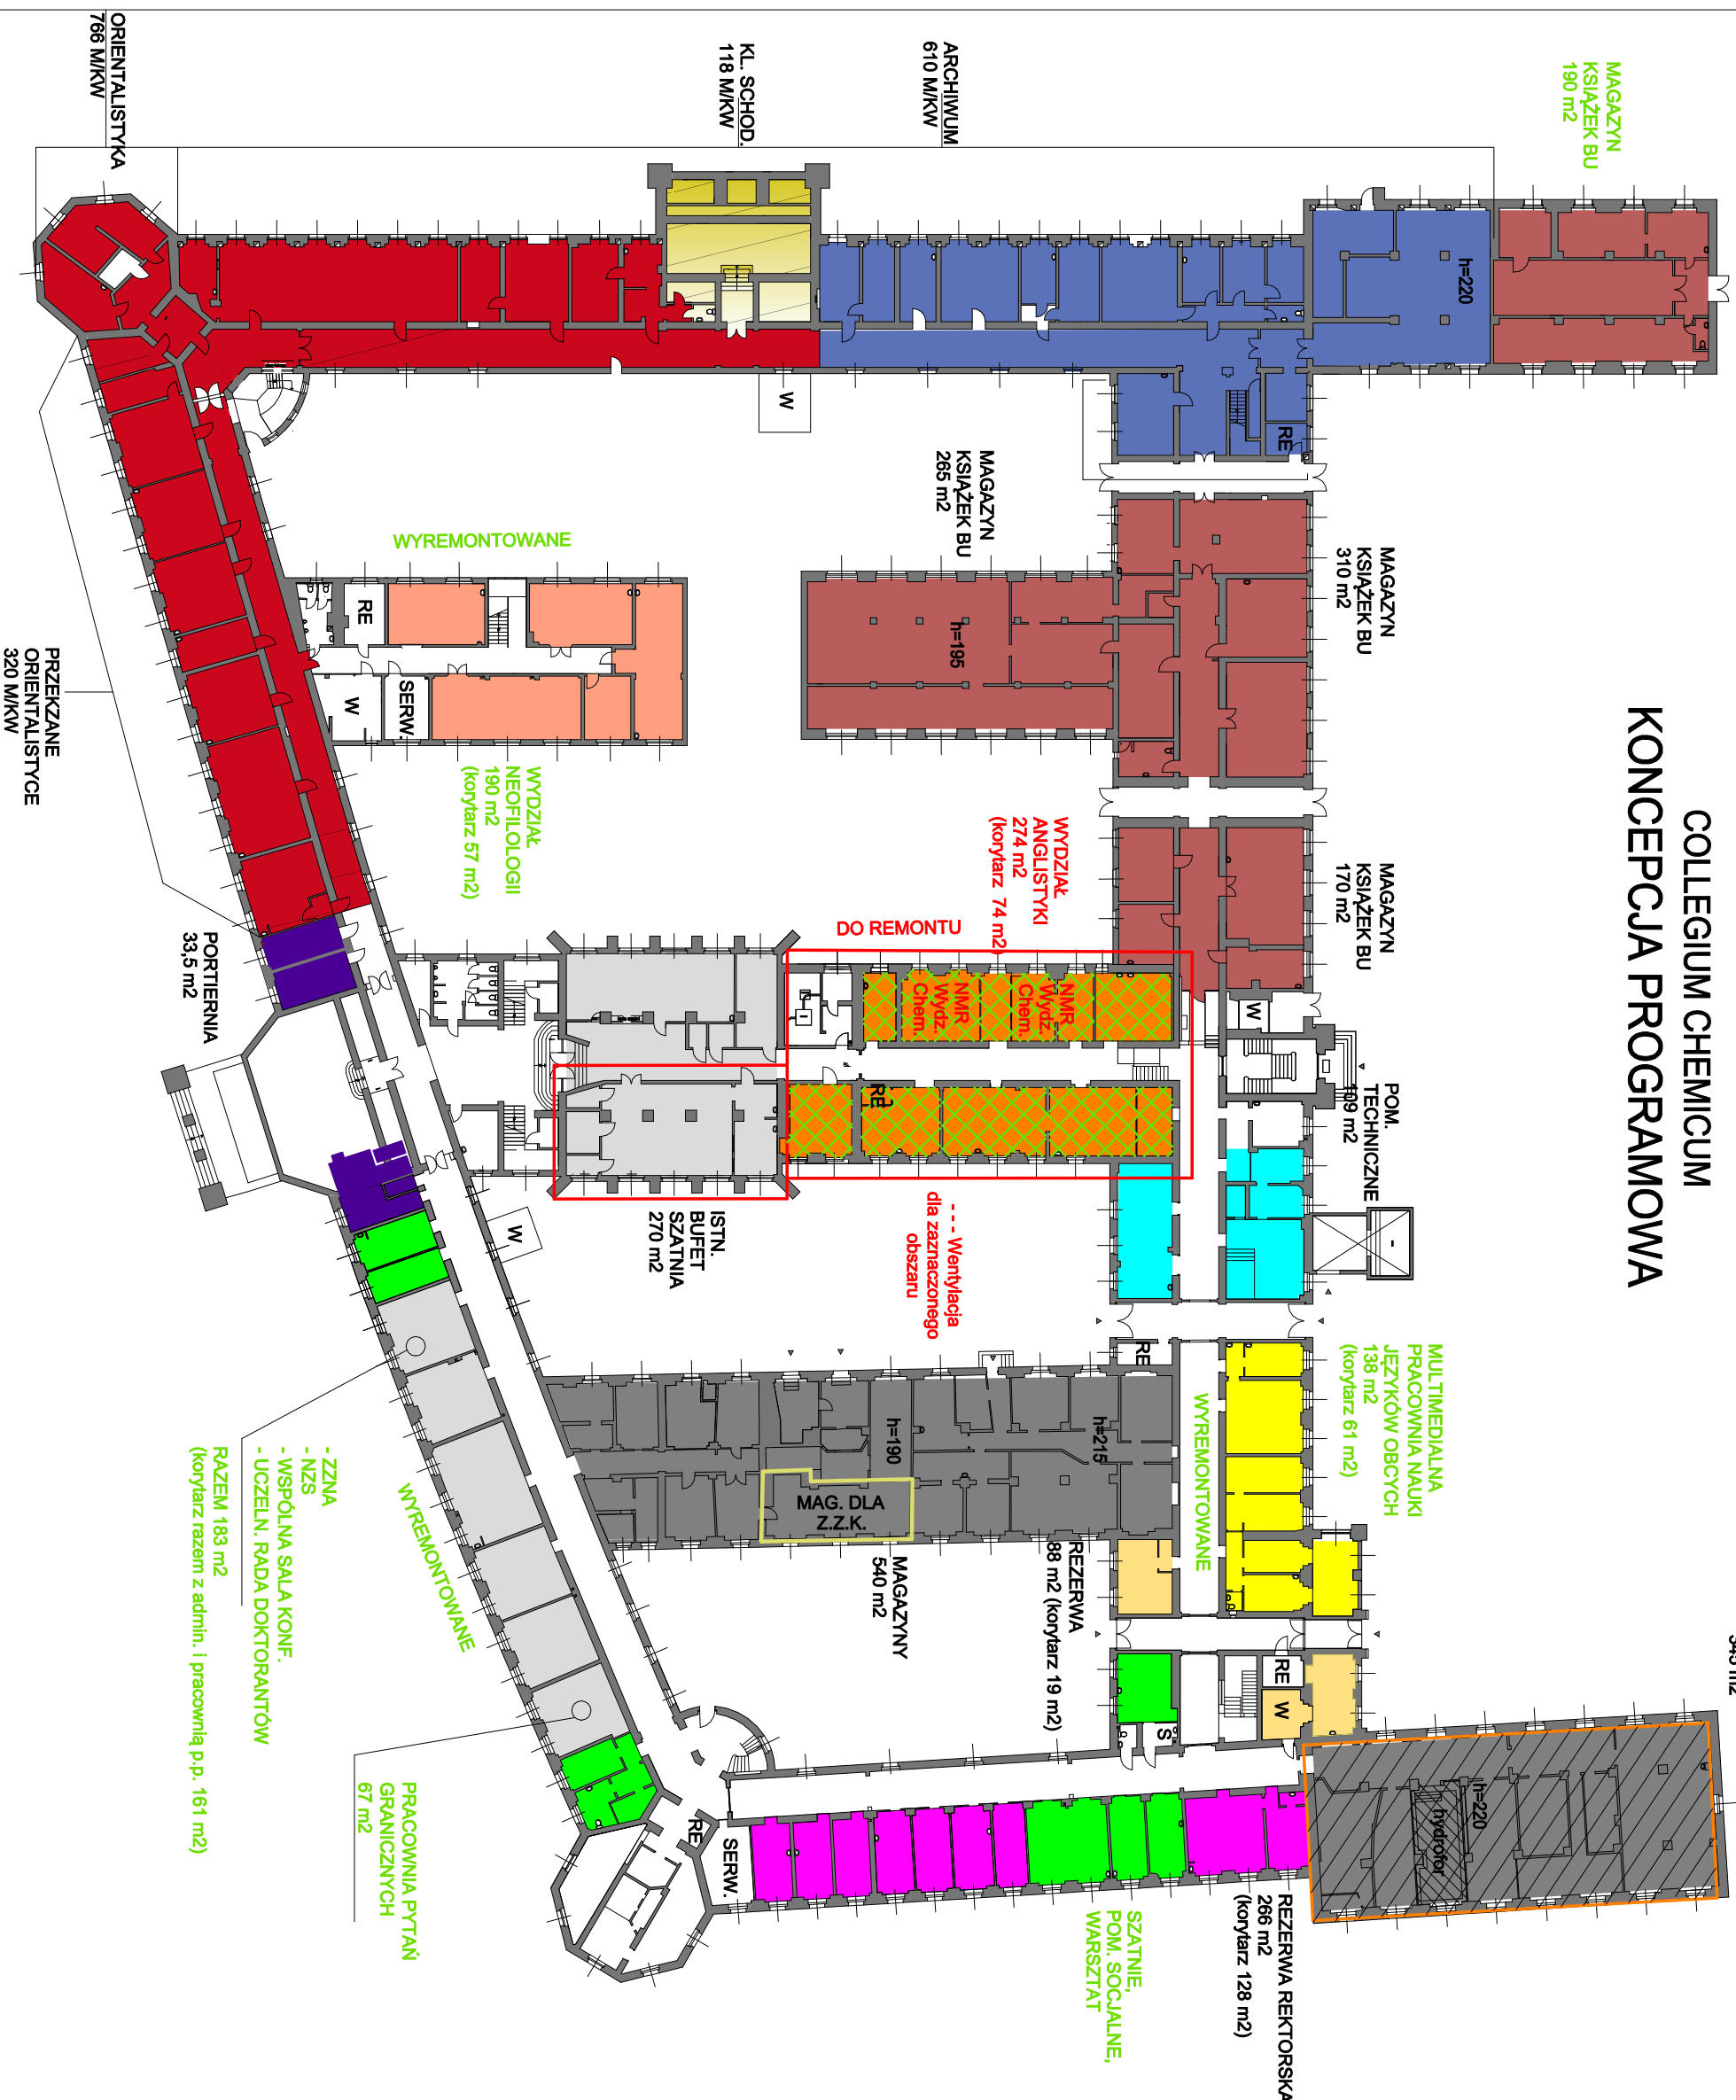 COLLEGIUM CHEMICUM
KONCEPCJA PROGRAMOWA
MAGAZYN
KSIĄŻEK BU
190 m2
ARCHIWUM
610 M/KW
KL. SCHOD.
118 M/KW
ORIENTALISTYKA
766 M/KW
h=220
RE
W
MAGAZYN
KSIĄŻEK BU
265 m2
MAGAZYN
KSIĄŻEK BU
310 m2
h=195
WYREMONTOWANE
RE
SERW.
W
WYDZIAŁ
NEOFILOLOGII
190 m2
(korytarz 57 m2)
PRZEKZANE
ORIENTALISTYCE
320 M/KW
MAGAZYN
KSIĄŻEK BU
170 m2
WYDZIAŁ
ANGLISTYKI
274 m2
(korytarz 74 m2)
DO REMONTU
NMR
Wydz.
Chem.
NMR
Wydz.
Chem.
RE
W
PORTIERNIA
33,5 m2
POM.
TECHNICZNE
109 m2
- - - Wentylacja
dla zaznaczonego
obszaru
ISTN.
BUFET
SZATNIA
270 m2
W
MULTIMEDIALNA
PRACOWNIA NAUKI
JĘZYKÓW OBCYCH
138 m2
(korytarz 61 m2)
WYREMONTOWANE
RE
h=215
h=190
MAG. DLA
Z.Z.K.
MAGAZYNY
540 m2
REZERWA
88 m2 (korytarz 19 m2)
WYREMONTOWANE
- ZZNA
- NZS
- WSPÓLNA SALA KONF.
- UCZELN. RADA DOKTORANTÓW
RAZEM 183 m2
(korytarz razem z admin. i pracownią p.p. 161 m2)
RE
W
S
h=220
hydrofor
345 m2
PRACOWNIA PYTAŃ
GRANICZNYCH
67 m2
RE
SERW.
SZATNIE,
POM. SOCJALNE,
WARSZTAT
REZERWA REKTORSKA
266 m2
(korytarz 128 m2)